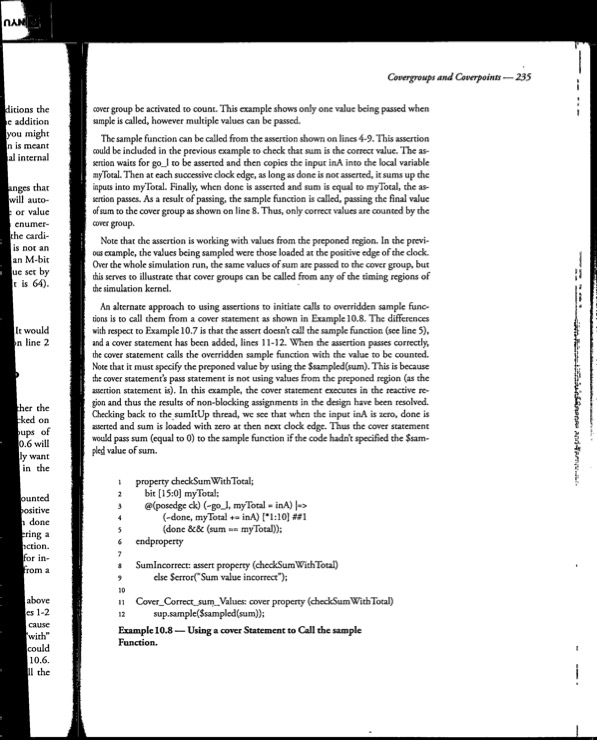 NYU
ditions the
e addition
you might
n is meant
al internal
anges that
will auto-
or value
enumer-
the cardi-
is not an
an M-bit
ue set by
t is 64).
It would
on line 2
ther the
cked on
ups of
0.6 will
ly want
in the
ounted
positive
done
ering a
nction.
for in-
from a
above
es 1-2
cause
"with"
could
10.6.
ll the
Covergroups and Coverpoints — 235
cover group be activated to count. This example shows only one value being passed when
sample is called, however multiple values can be passed.
The sample function can be called from the assertion shown on lines 4-9. This assertion
could be included in the previous example to check that sum is the correct value. The as-
sertion waits for go_l to be asserted and then copies the input inA into the local variable
myTotal. Then at each successive clock edge, as long as done is not asserted, it sums up the
inputs into myTotal. Finally, when done is asserted and sum is equal to myTotal, the as-
sertion passes. As a result of passing, the sample function is called, passing the final value
of sum to the cover group as shown on line 8. Thus, only correct values are counted by the
cover group.
Note that the assertion is working with values from the preponed region. In the previ-
ous example, the values being sampled were those loaded at the positive edge of the clock.
Over the whole simulation run, the same values of sum are passed to the cover group, but
this serves to illustrate that cover groups can be called from any of the timing regions of
the simulation kernel.
An alternate approach to using assertions to initiate calls to overridden sample func-
tions is to call them from a cover statement as shown in Example 10.8. The differences
with respect to Example 10.7 is that the assert doesn't call the sample function (see line 5),
and a cover statement has been added, lines 11-12. When the assertion passes correctly,
the cover statement calls the overridden sample function with the value to be counted.
Note that it must specify the preponed value by using the $sampled(sum). This is because
the cover statement's pass statement is not using values from the preponed region (as the
assertion statement is). In this example, the cover statement executes in the reactive re-
gion and thus the results of non-blocking assignments in the design have been resolved.
Checking back to the sumItUp thread, we see that when the input inA is zero, done is
asserted and sum is loaded with zero at then next clock edge. Thus the cover statement
would pass sum (equal to 0) to the sample function if the code hadn't specified the $sam-
pled value of sum.
1 property checkSumWithTotal;
2 bit [15:0] myTotal;
3 @(posedge ck) (~go_l, myTotal = inA) |=>
4 (~done, myTotal += inA) [*1:10] ##1
5 (done && (sum == myTotal));
6 endproperty
7
8 SumIncorrect: assert property (checkSumWithTotal)
9 else $error("Sum value incorrect");
10
11 Cover_Correct_sum_Values: cover property (checkSumWithTotal)
12 sup.sample($sampled(sum));
Example 10.8 — Using a cover Statement to Call the sample
Function.